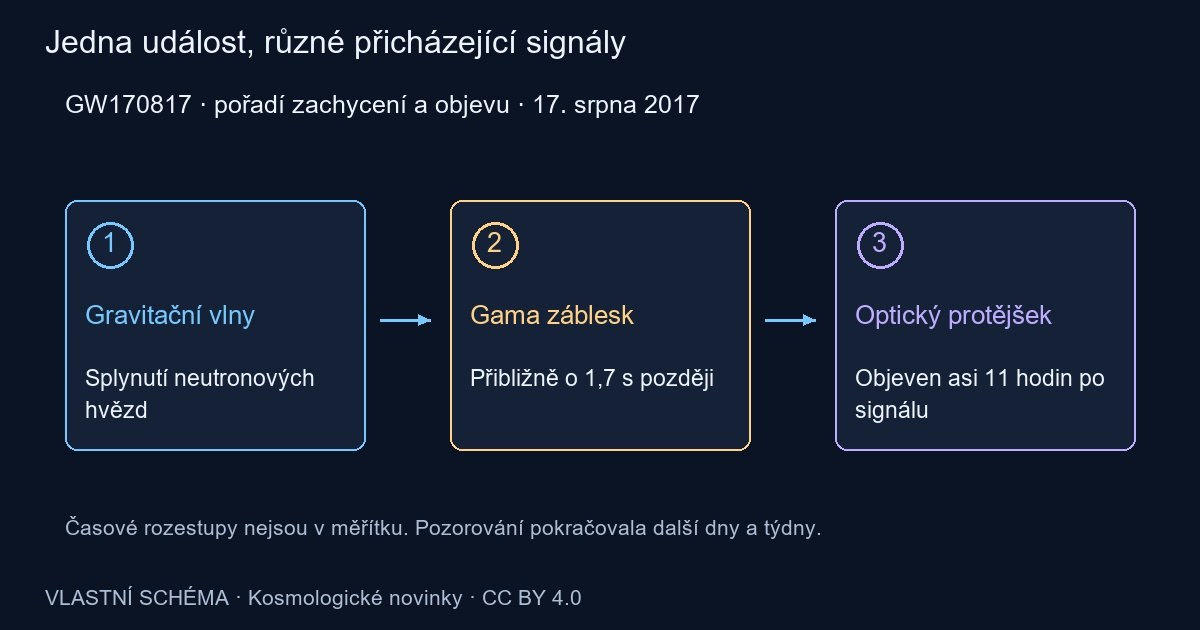 Jedna událost, různé přicházející signály
GW170817 · pořadí zachycení a objevu · 17. srpna 2017
1
Gravitační vlny
Splynutí neutronových
hvězd
2
Gama záblesk
Přibližně o 1,7 s později
3
Optický protějšek
Objeven asi 11 hodin po
signálu
Časové rozestupy nejsou v měřítku. Pozorování pokračovala další dny a týdny.
VLASTNÍ SCHÉMA · Kosmologické novinky · CC BY 4.0